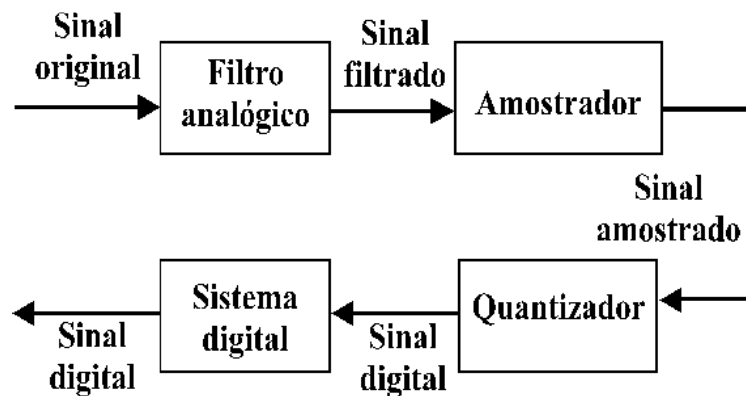 Sinal
original
Filtro
analógico
Sinal
filtrado
Amostrador
Sinal
amostrado
Quantizador
Sinal
digital
Sistema
digital
Sinal
digital